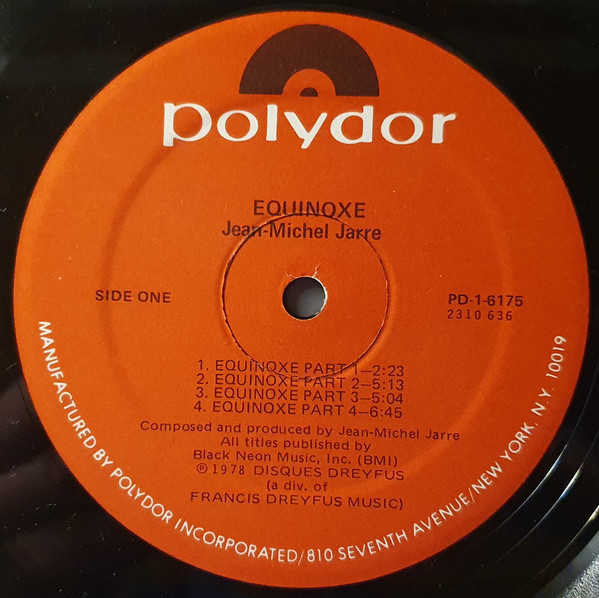 polydor
EQUINOXE
Jean-Michel Jarre
SIDE ONE
PD-1-6175
2310 636
1. EQUINOXE PART 1—2:23
2. EQUINOXE PART 2—5:13
3. EQUINOXE PART 3—5:04
4. EQUINOXE PART 4—6:45
Composed and produced by Jean-Michel Jarre
All titles published by
Black Neon Music, Inc. (BMI)
℗ 1978 DISQUES DREYFUS
(a div. of
FRANCIS DREYFUS MUSIC)
MANUFACTURED BY POLYDOR INCORPORATED/810 SEVENTH AVENUE/NEW YORK. N.Y. 10019